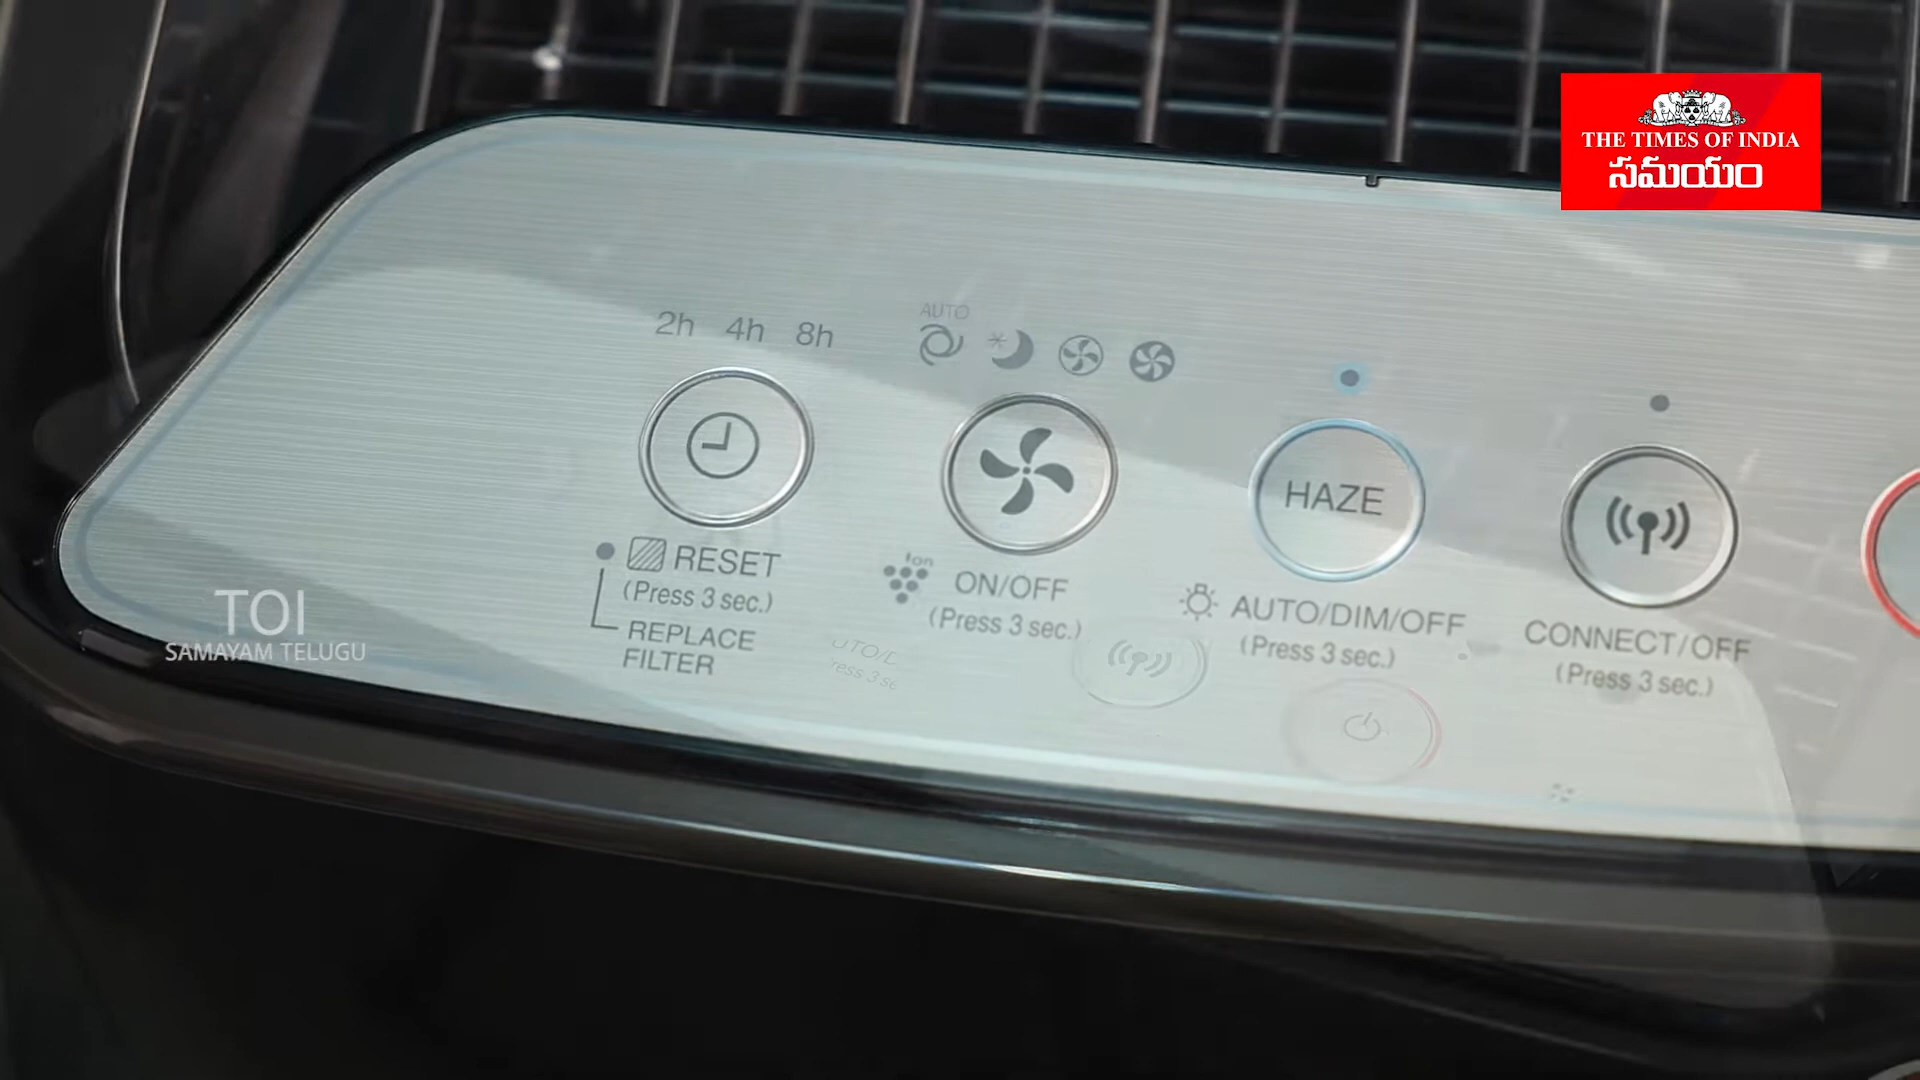 THE TIMES OF INDIA
సమయం
2h 4h 8h
AUTO
HAZE
RESET
(Press 3 sec.)
REPLACE
FILTER
Ion
ON/OFF
(Press 3 sec.)
AUTO/DIM/OFF
(Press 3 sec.)
CONNECT/OFF
(Press 3 sec.)
TOI
SAMAYAM TELUGU